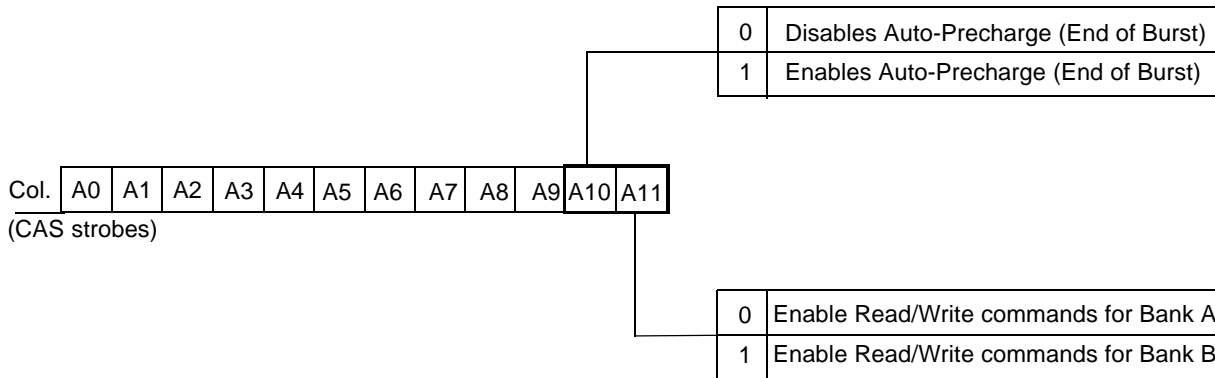 0 Disables Auto-Precharge (End of Burst)
1 Enables Auto-Precharge (End of Burst)
Col. A0 A1 A2 A3 A4 A5 A6 A7 A8 A9 A10 A11
(CAS strobes)
0 Enable Read/Write commands for Bank A
1 Enable Read/Write commands for Bank B